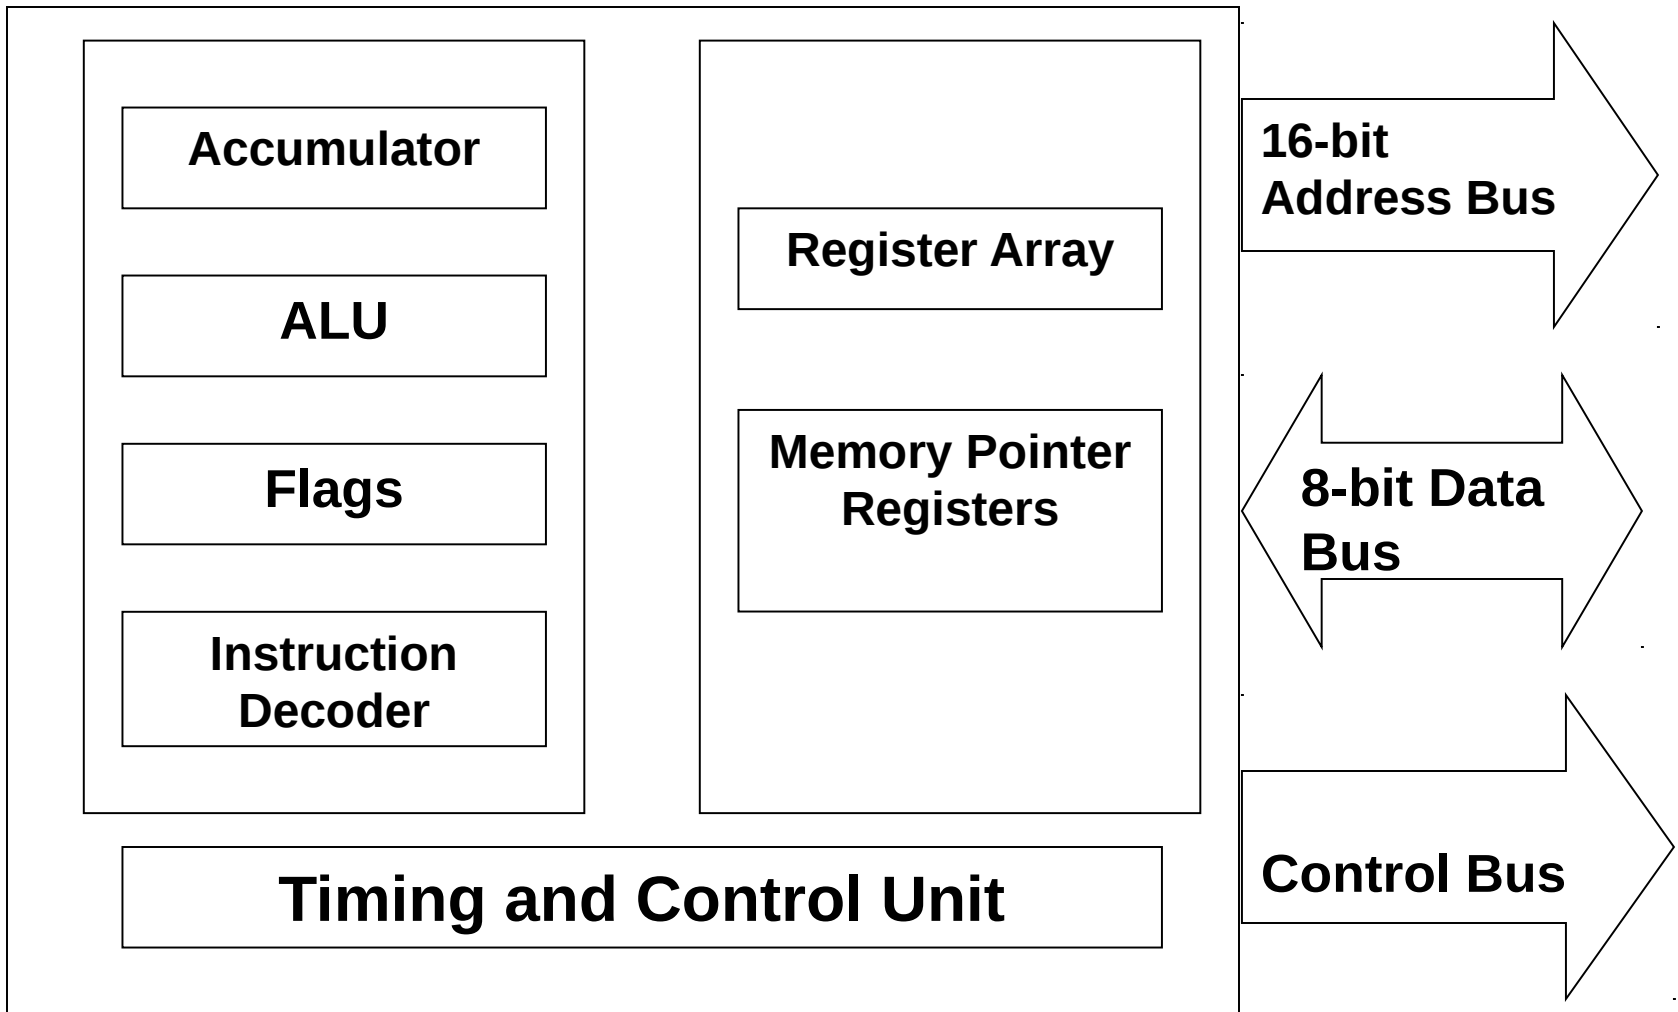 Accumulator
ALU
Flags
Instruction
Decoder
Register Array
Memory Pointer
Registers
Timing and Control Unit
16-bit
Address Bus
8-bit Data
Bus
Control Bus